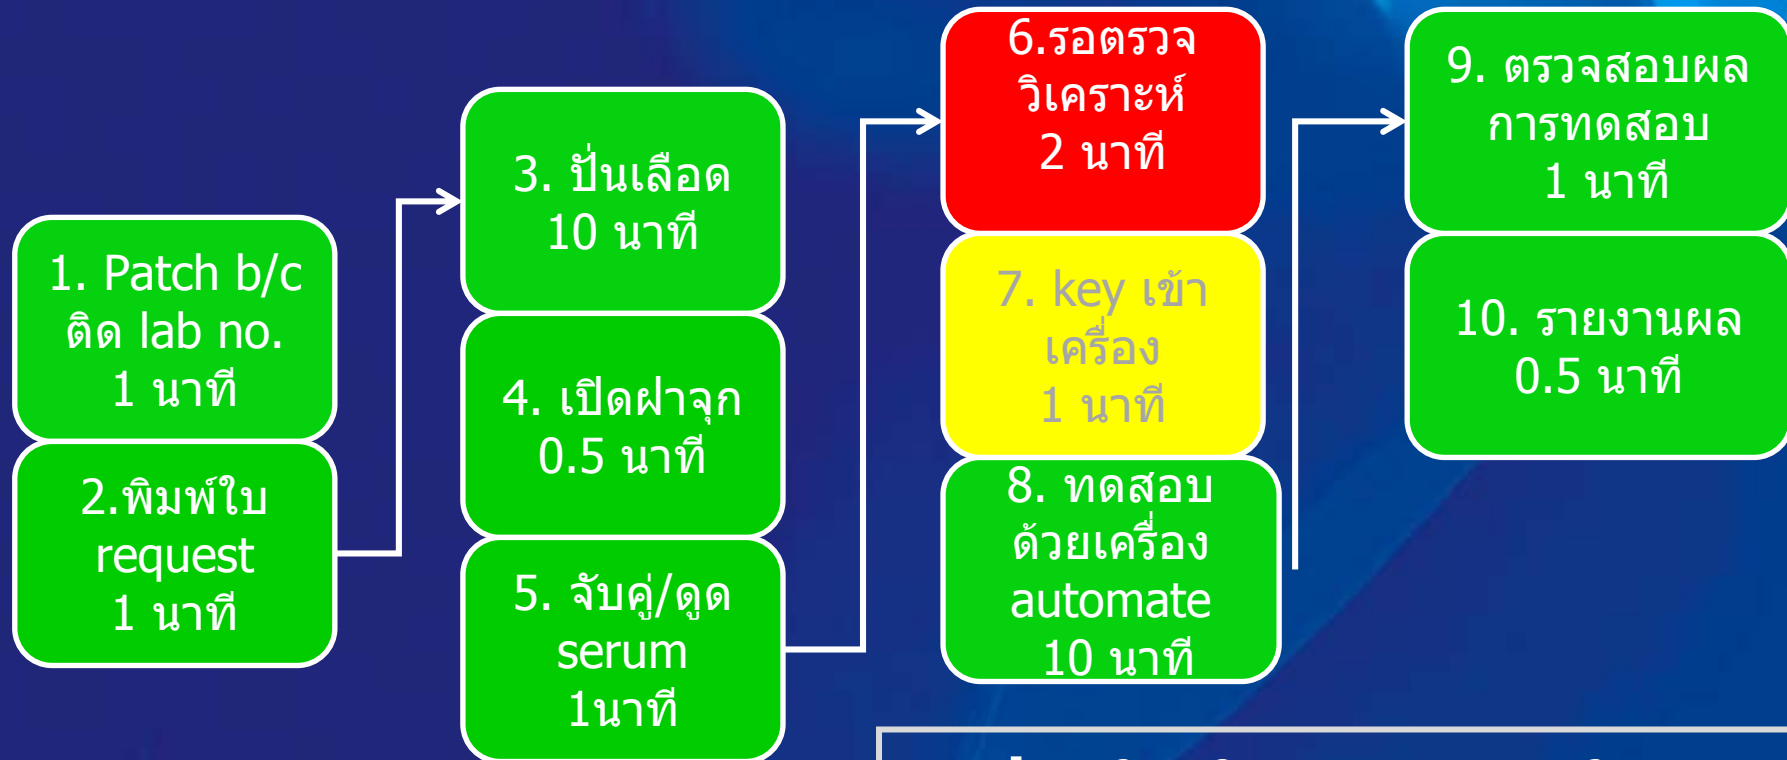 1. Patch b/c
ติด lab no.
1 นาที
2.พิมพ์ใบ
request
1 นาที
3. ปั่นเลือด
10 นาที
4. เปิดฝาจุก
0.5 นาที
5. จับคู่/ดูด
serum
1นาที
6.รอตรวจ
วิเคราะห์
2 นาที
7. key เข้า
เครื่อง
1 นาที
8. ทดสอบ
ด้วยเครื่อง
automate
10 นาที
9. ตรวจสอบผล
การทดสอบ
1 นาที
10. รายงานผล
0.5 นาที